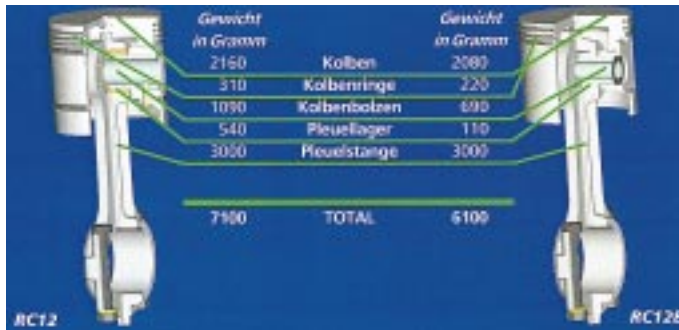 Gewicht Gewicht
in Gramm in Gramm
2160 Kolben 2080
310 Kolbenringe 220
1090 Kolbenbolzen 690
540 Pleuellager 110
3000 Pleuelstange 3000
7100 TOTAL 6100
RC12 RC128